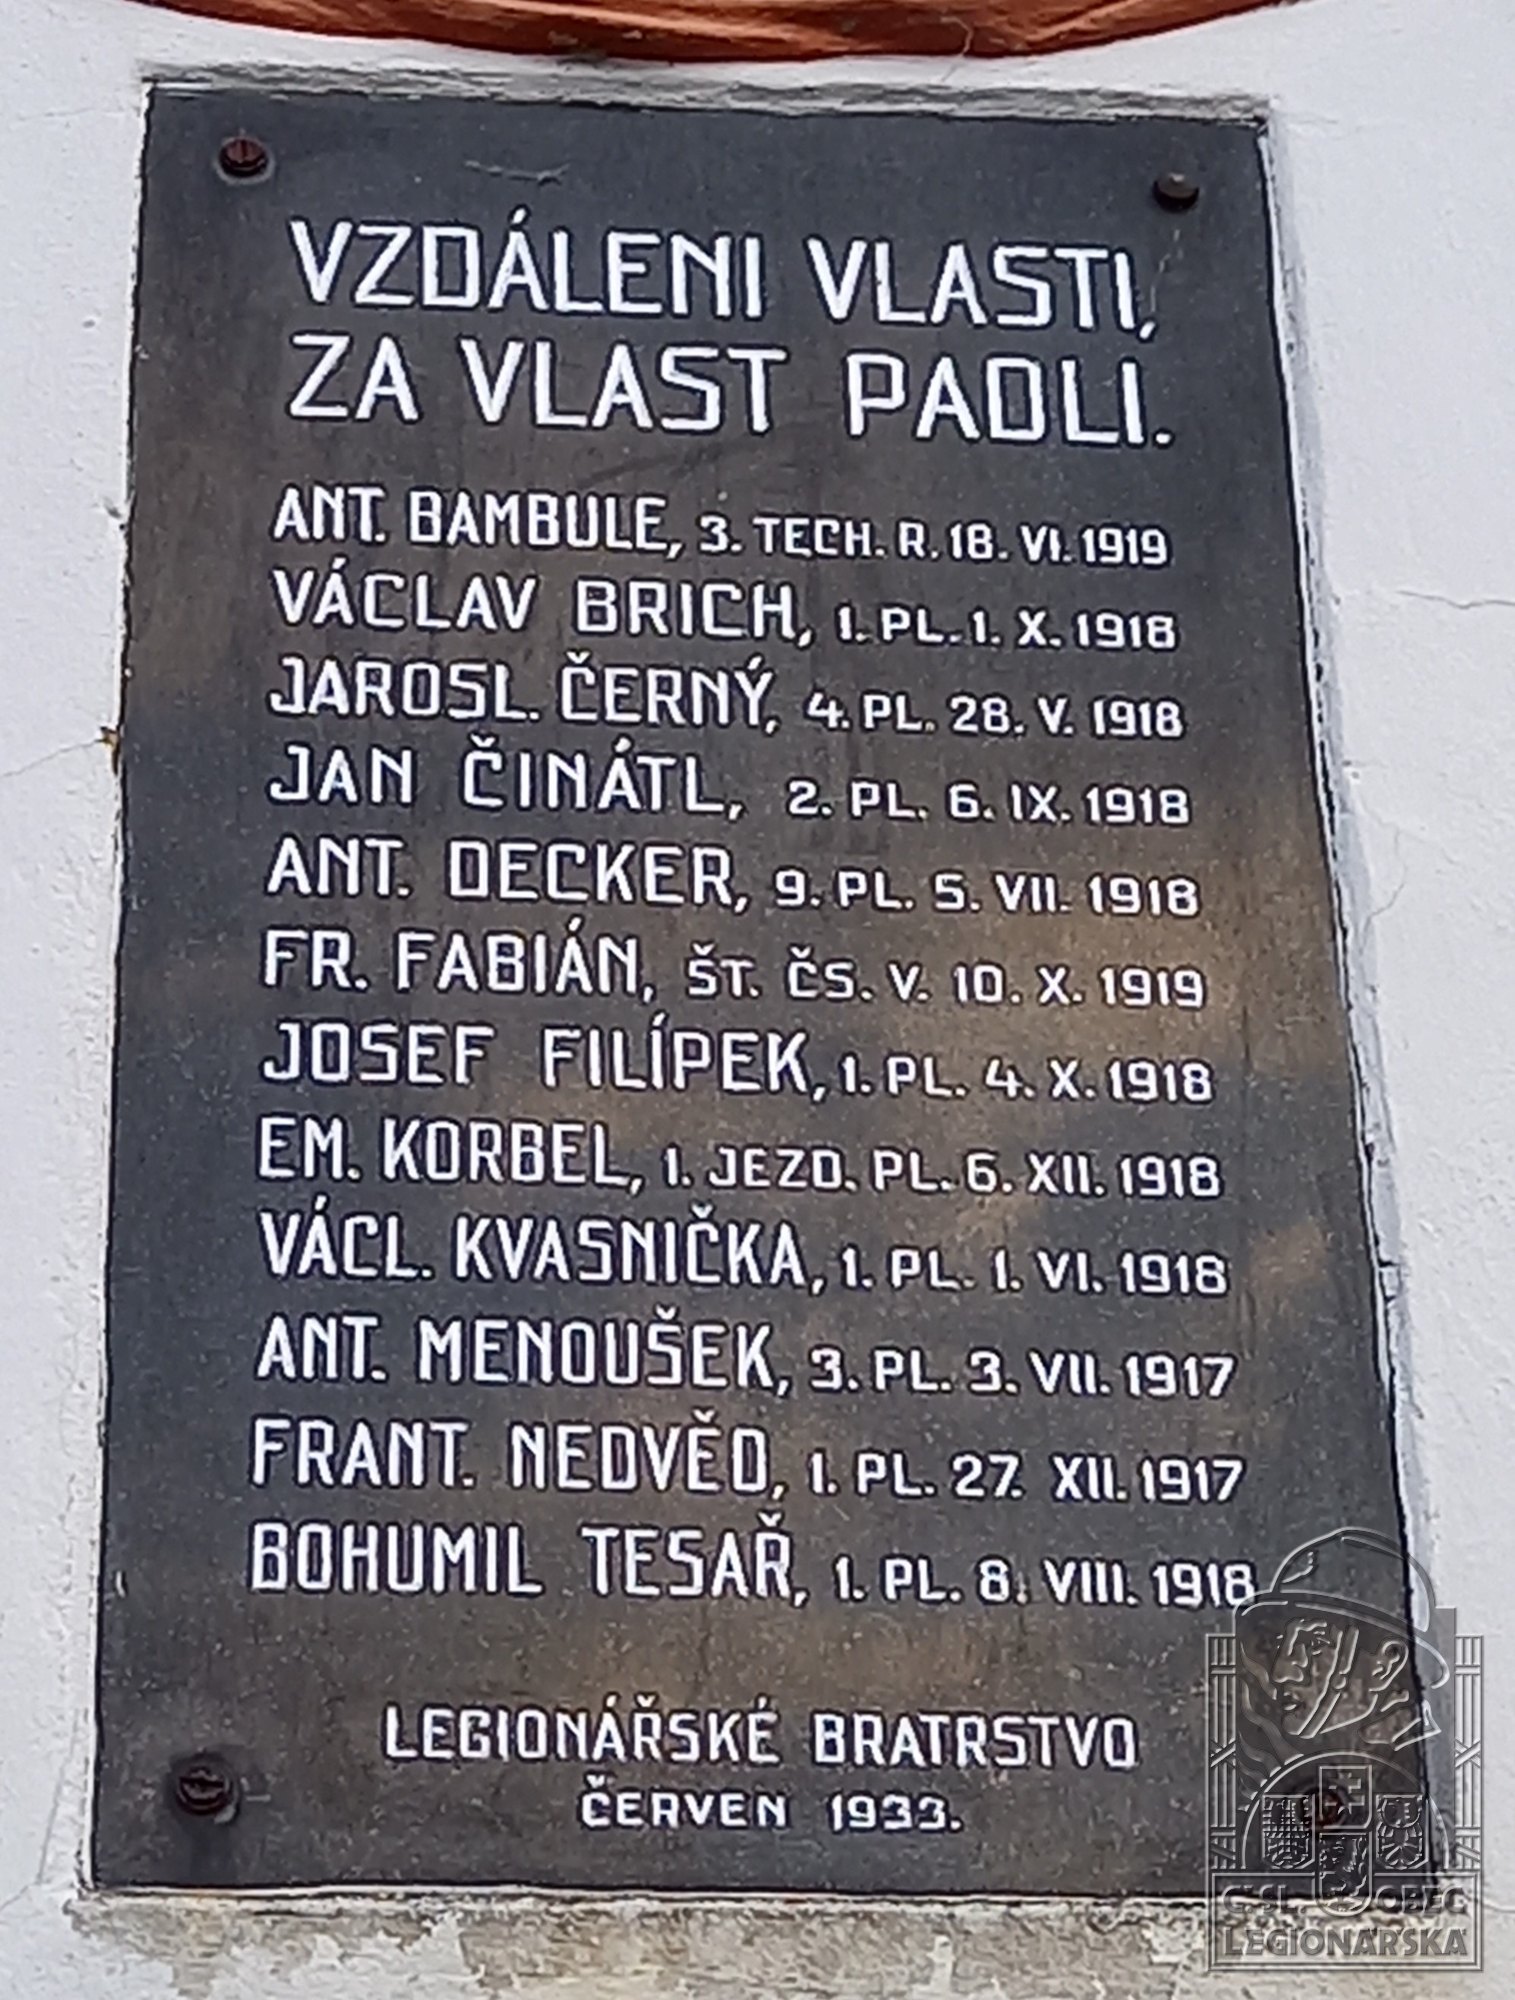 VZDÁLENI VLASTI,
ZA VLAST PADLI.
ANT. BAMBULE, 3. TECH. R. 18. VI. 1919
VÁCLAV BRICH, 1. PL. 1. X. 1918
JAROSL. ČERNÝ, 4. PL. 28. V. 1918
JAN ČINÁTL, 2. PL. 6. IX. 1918
ANT. DECKER, 9. PL. 5. VII. 1918
FR. FABIÁN, ŠT. ČS. V. 10. X. 1919
JOSEF FILÍPEK, 1. PL. 4. X. 1918
EM. KORBEL, 1. JEZD. PL. 6. XII. 1918
VÁCL. KVASNIČKA, 1. PL. 1. VI. 1918
ANT. MENOUŠEK, 3. PL. 3. VII. 1917
FRANT. NEDVĚD, 1. PL. 27. XII. 1917
BOHUMIL TESAŘ, 1. PL. 8. VIII. 1918
LEGIONÁŘSKÉ BRATRSTVO
ČERVEN 1933.
Č.SL. OBEC
LEGIONÁŘSKÁ